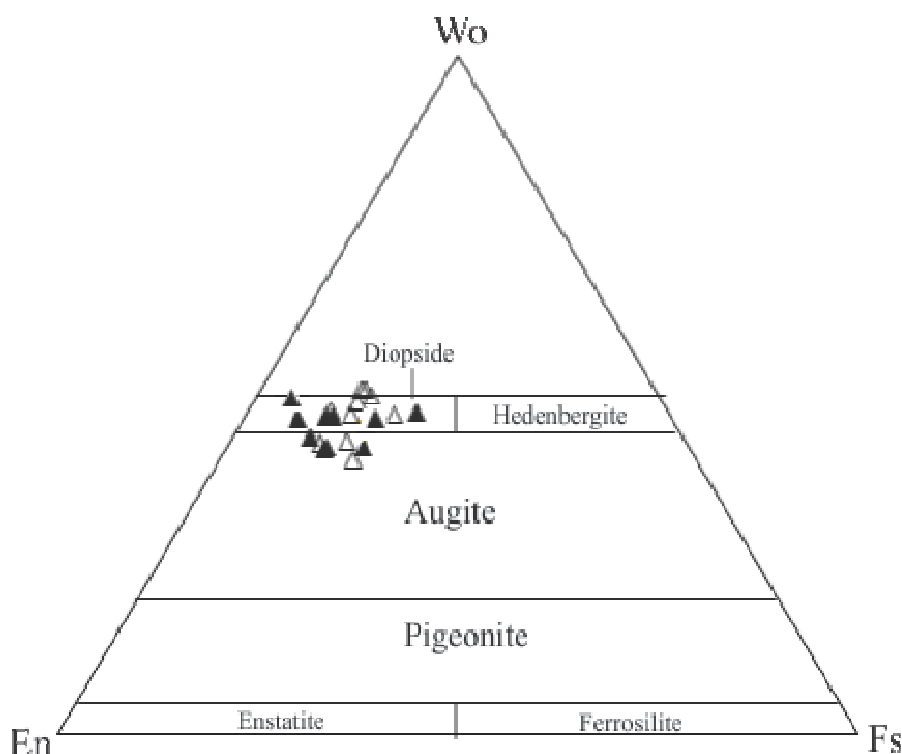 Wo
Diopside
Hedenbergite
Augite
Pigeonite
Enstatite
Ferrosilite
En
Fs